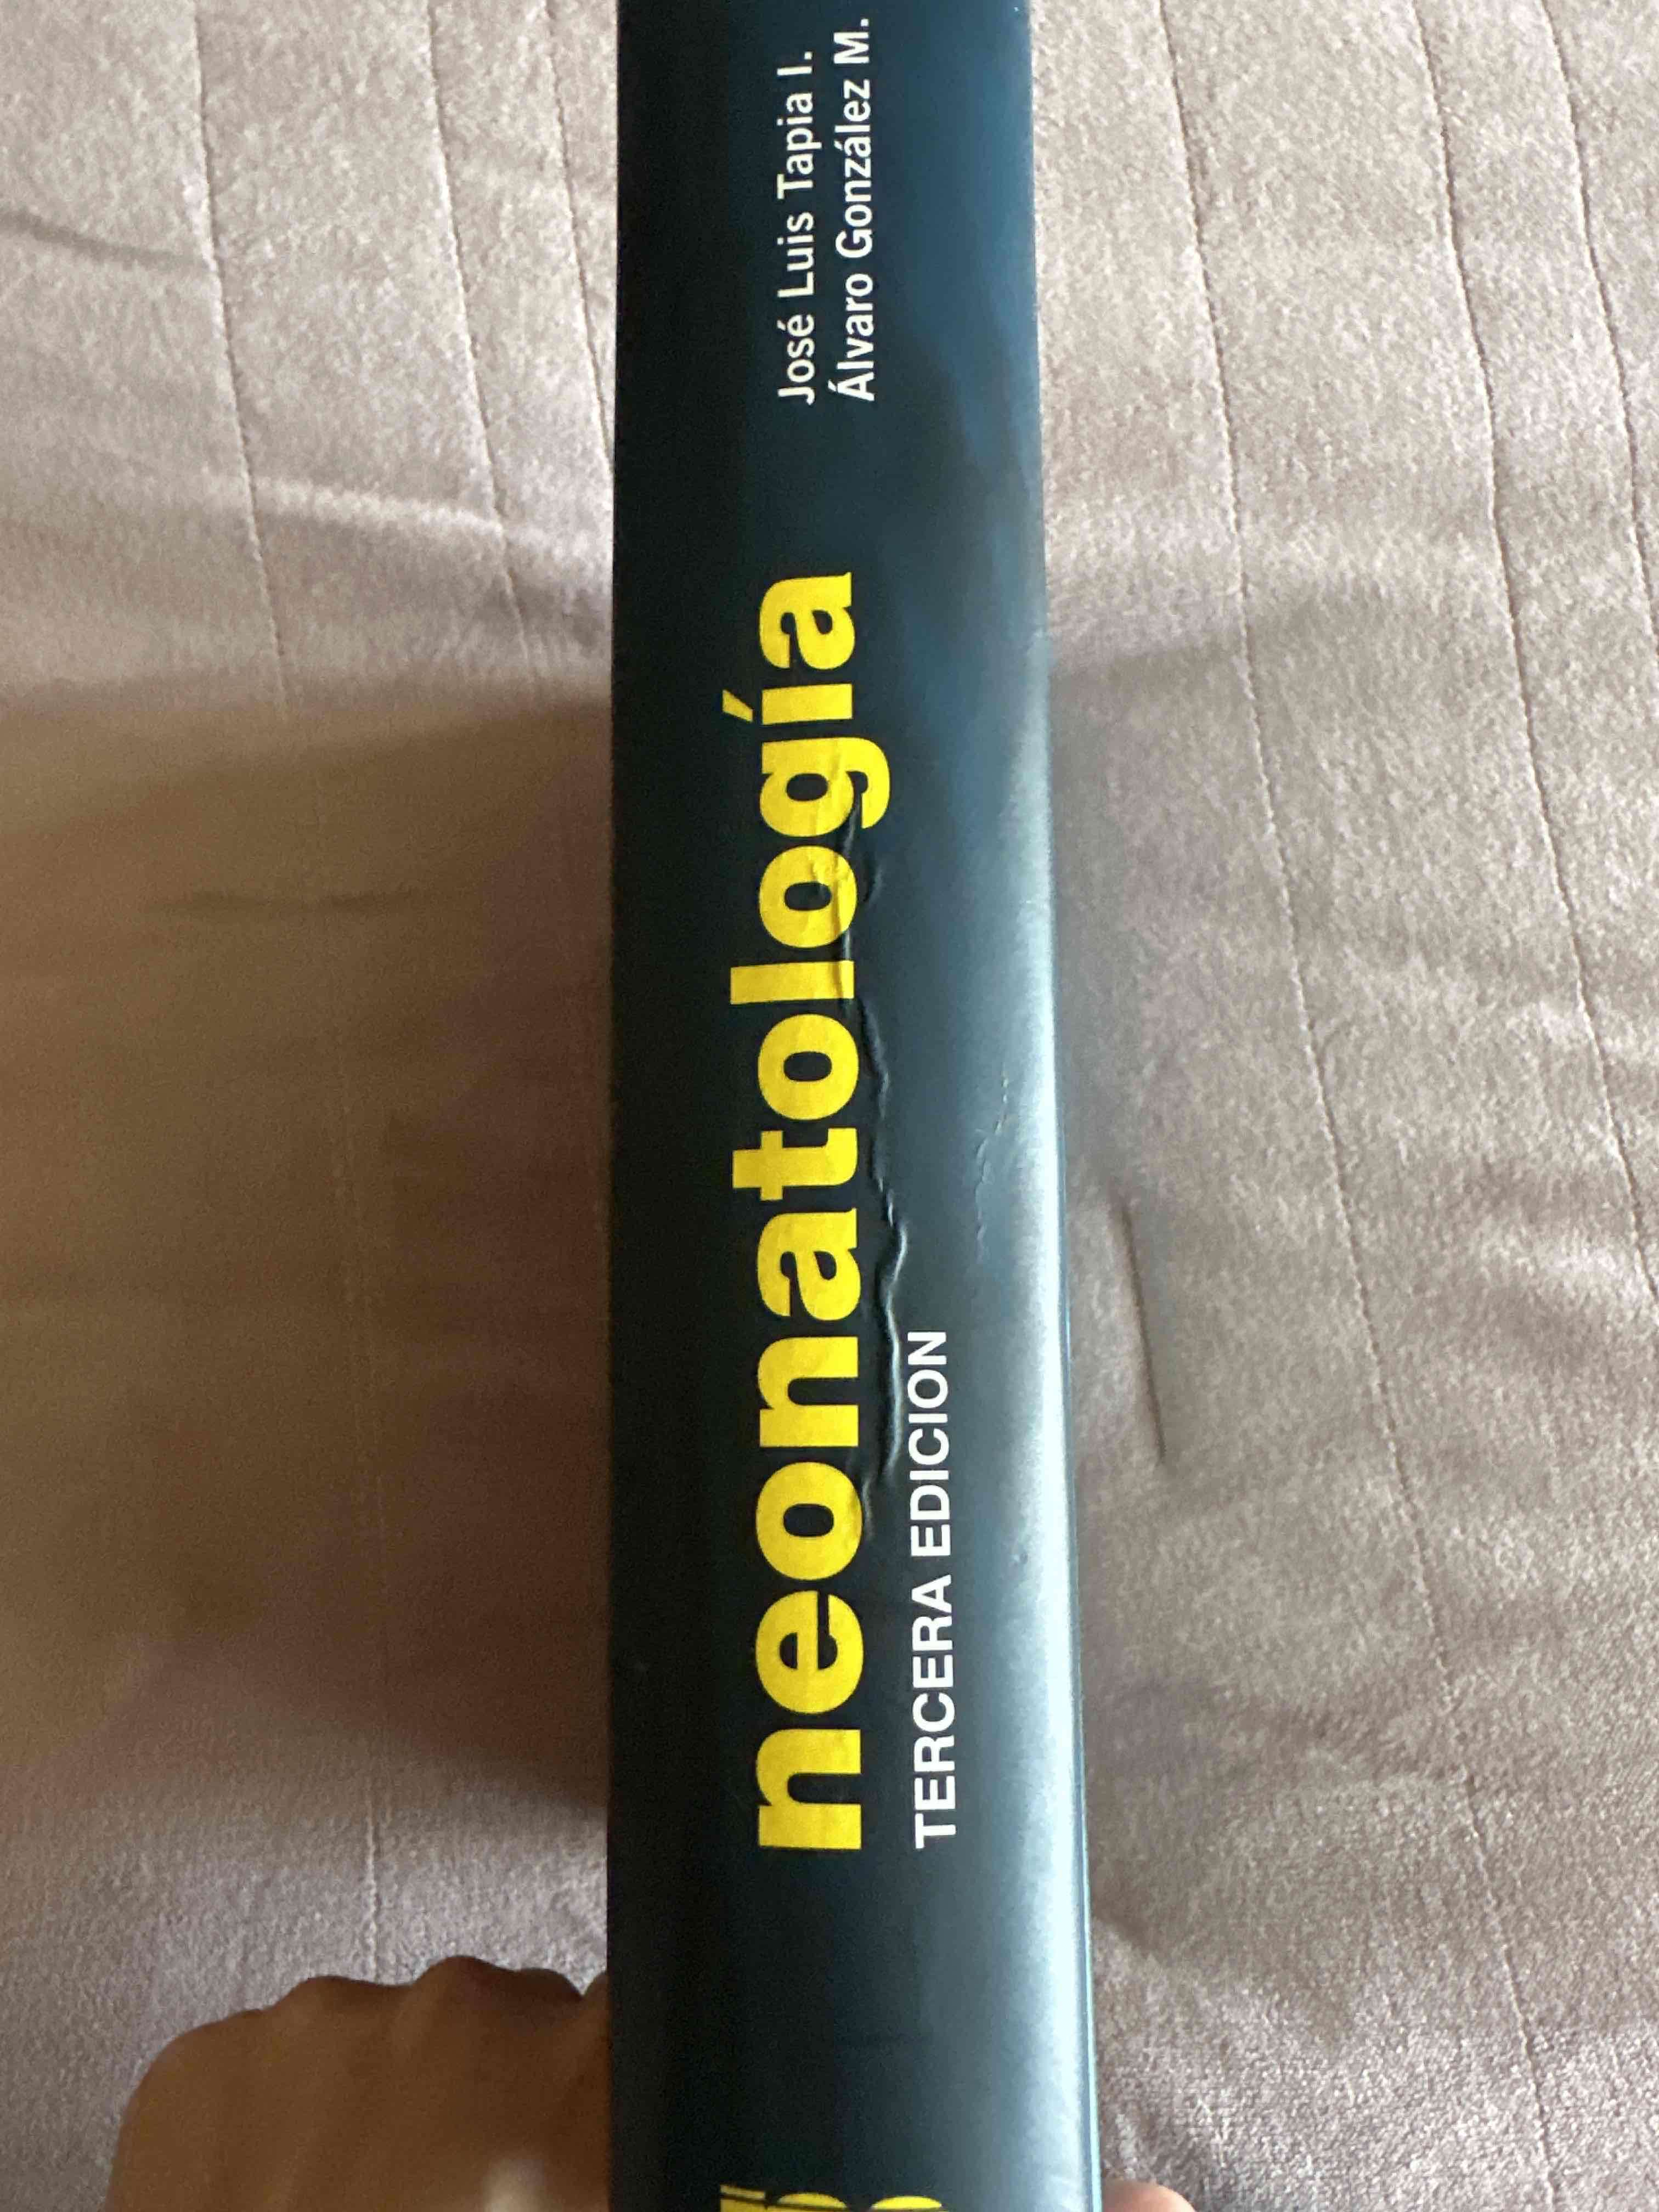 neonatología
TERCERA EDICION
José Luis Tapia I.
Álvaro González M.